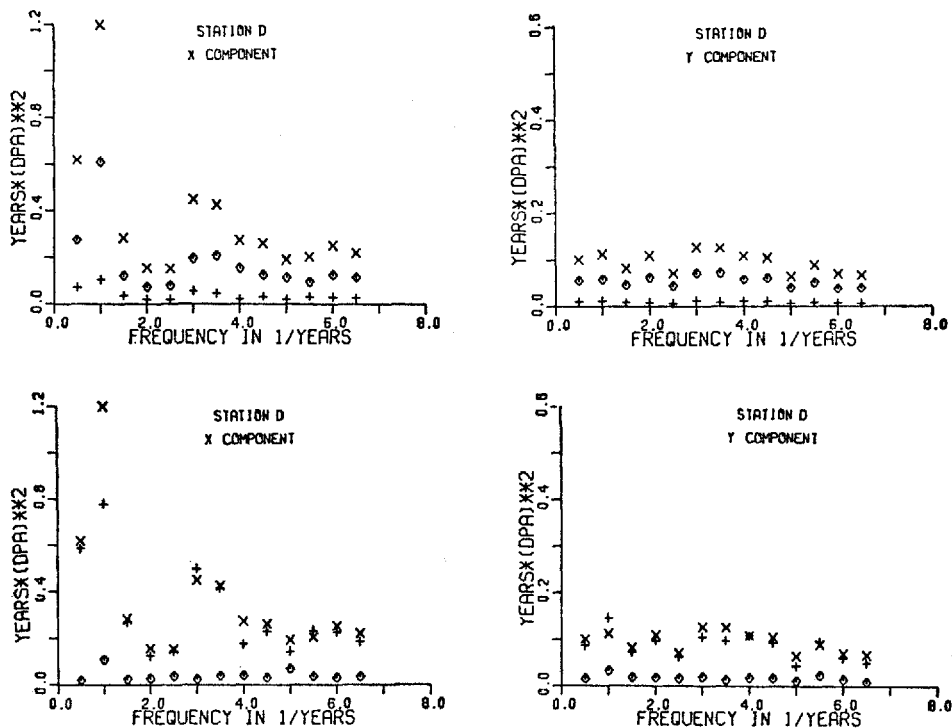 STATION D
X COMPONENT
YEARS*(DPA)**2
1.2
0.8
0.4
0.0
0.0 2.0 4.0 6.0 8.0
FREQUENCY IN 1/YEARS
STATION D
Y COMPONENT
YEARS*(DPA)**2
0.6
0.4
0.2
0.0
0.0 2.0 4.0 6.0 8.0
FREQUENCY IN 1/YEARS
STATION D
X COMPONENT
YEARS*(DPA)**2
1.2
0.8
0.4
0.0
0.0 2.0 4.0 6.0 8.0
FREQUENCY IN 1/YEARS
STATION D
Y COMPONENT
YEARS*(DPA)**2
0.6
0.4
0.2
0.0
0.0 2.0 4.0 6.0 8.0
FREQUENCY IN 1/YEARS